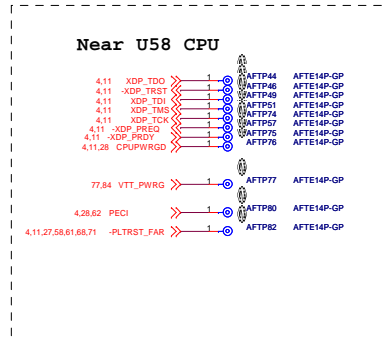 Near U58 CPU
4,11 XDP_TDO 1 AFTP44 AFTE14P-GP
4,11 -XDP_TRST 1 AFTP46 AFTE14P-GP
4,11 XDP_TDI 1 AFTP49 AFTE14P-GP
4,11 XDP_TMS 1 AFTP51 AFTE14P-GP
4,11 XDP_TCK 1 AFTP74 AFTE14P-GP
4,11 -XDP_PREQ 1 AFTP57 AFTE14P-GP
4,11 -XDP_PRDY 1 AFTP75 AFTE14P-GP
4,11,28 CPUPWRGD 1 AFTP76 AFTE14P-GP
77,84 VTT_PWRG 1 AFTP77 AFTE14P-GP
4,28,62 PECI 1 AFTP80 AFTE14P-GP
4,11,27,58,61,68,71 -PLTRST_FAR 1 AFTP82 AFTE14P-GP